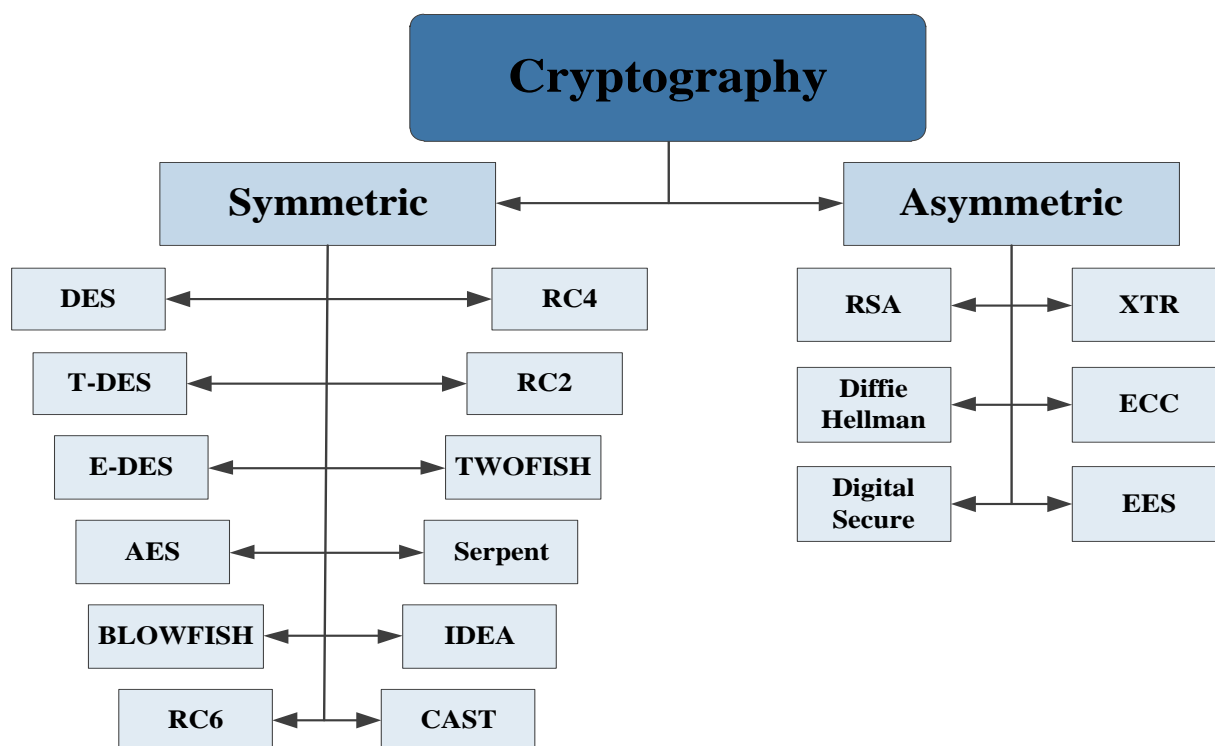 Cryptography
Symmetric
Asymmetric
DES
RC4
RSA
XTR
T-DES
RC2
Diffie
Hellman
ECC
E-DES
TWOFISH
Digital
Secure
EES
AES
Serpent
BLOWFISH
IDEA
RC6
CAST